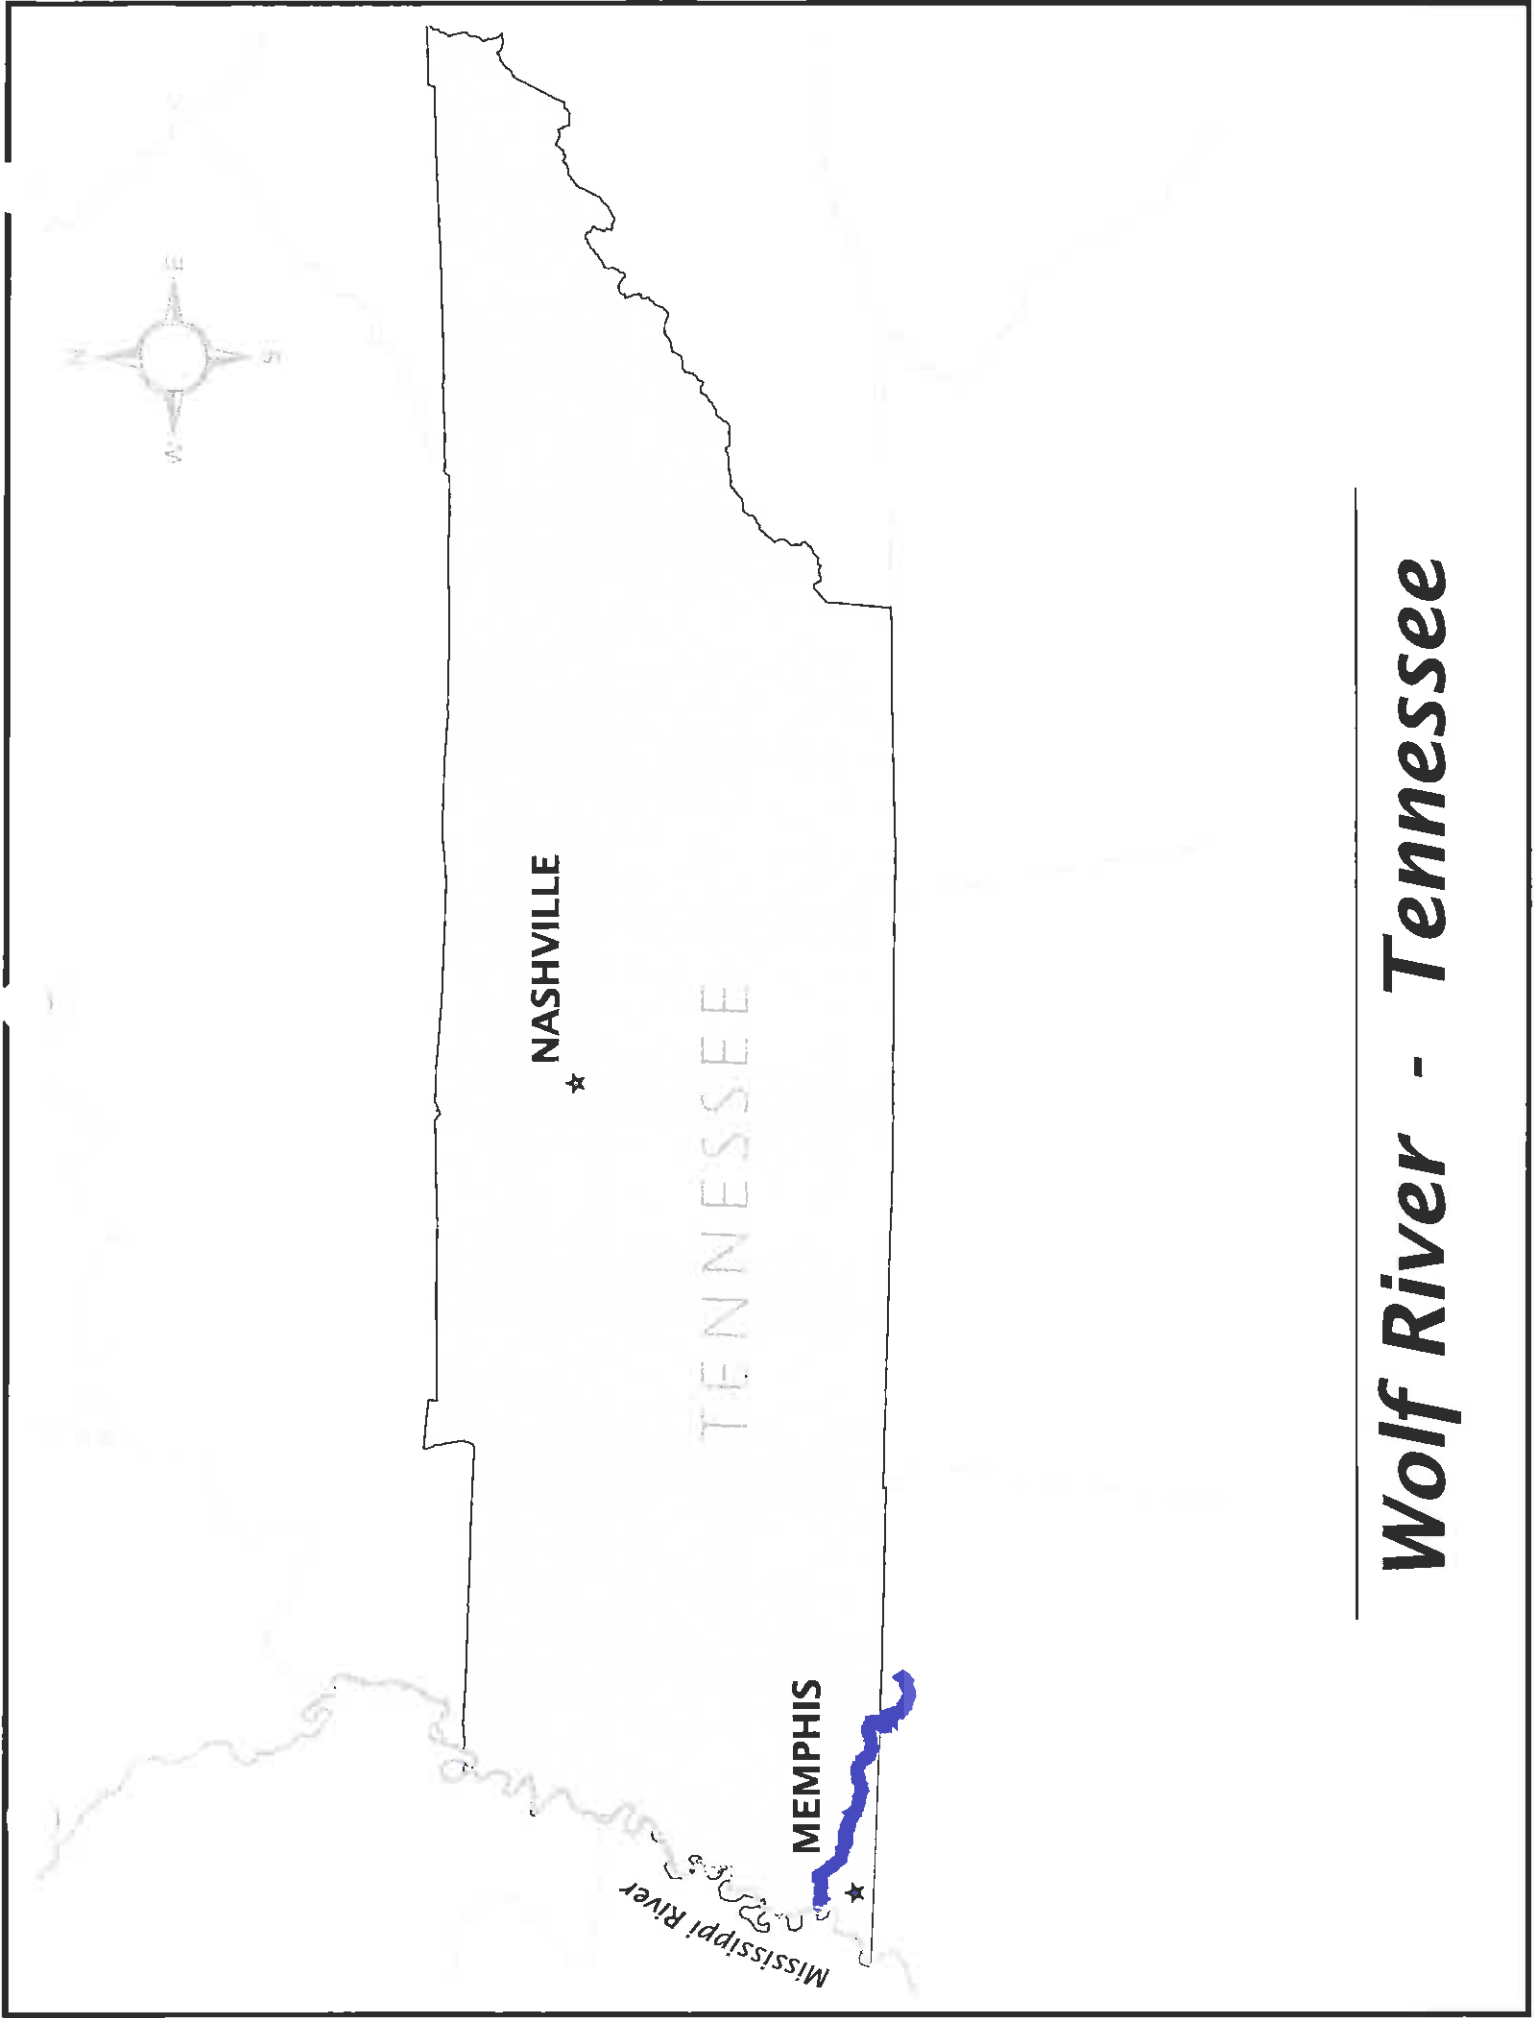 N
W
E
S
NASHVILLE
TENNESSEE
MEMPHIS
Mississippi River
Wolf River - Tennessee